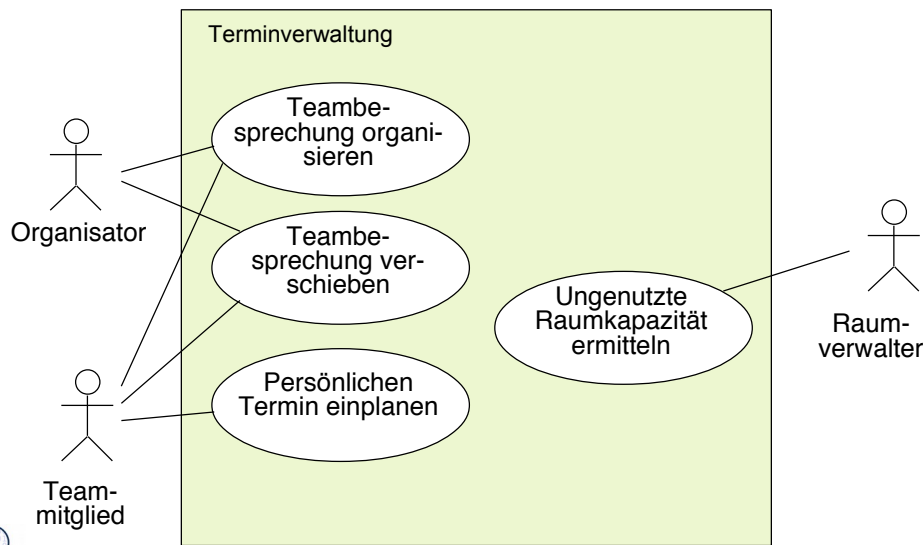 Terminverwaltung
Teambe-
sprechung organi-
sieren
Organisator
Teambe-
sprechung ver-
schieben
Ungenutzte
Raumkapazität
ermitteln
Raum-
verwalter
Persönlichen
Termin einplanen
Team-
mitglied